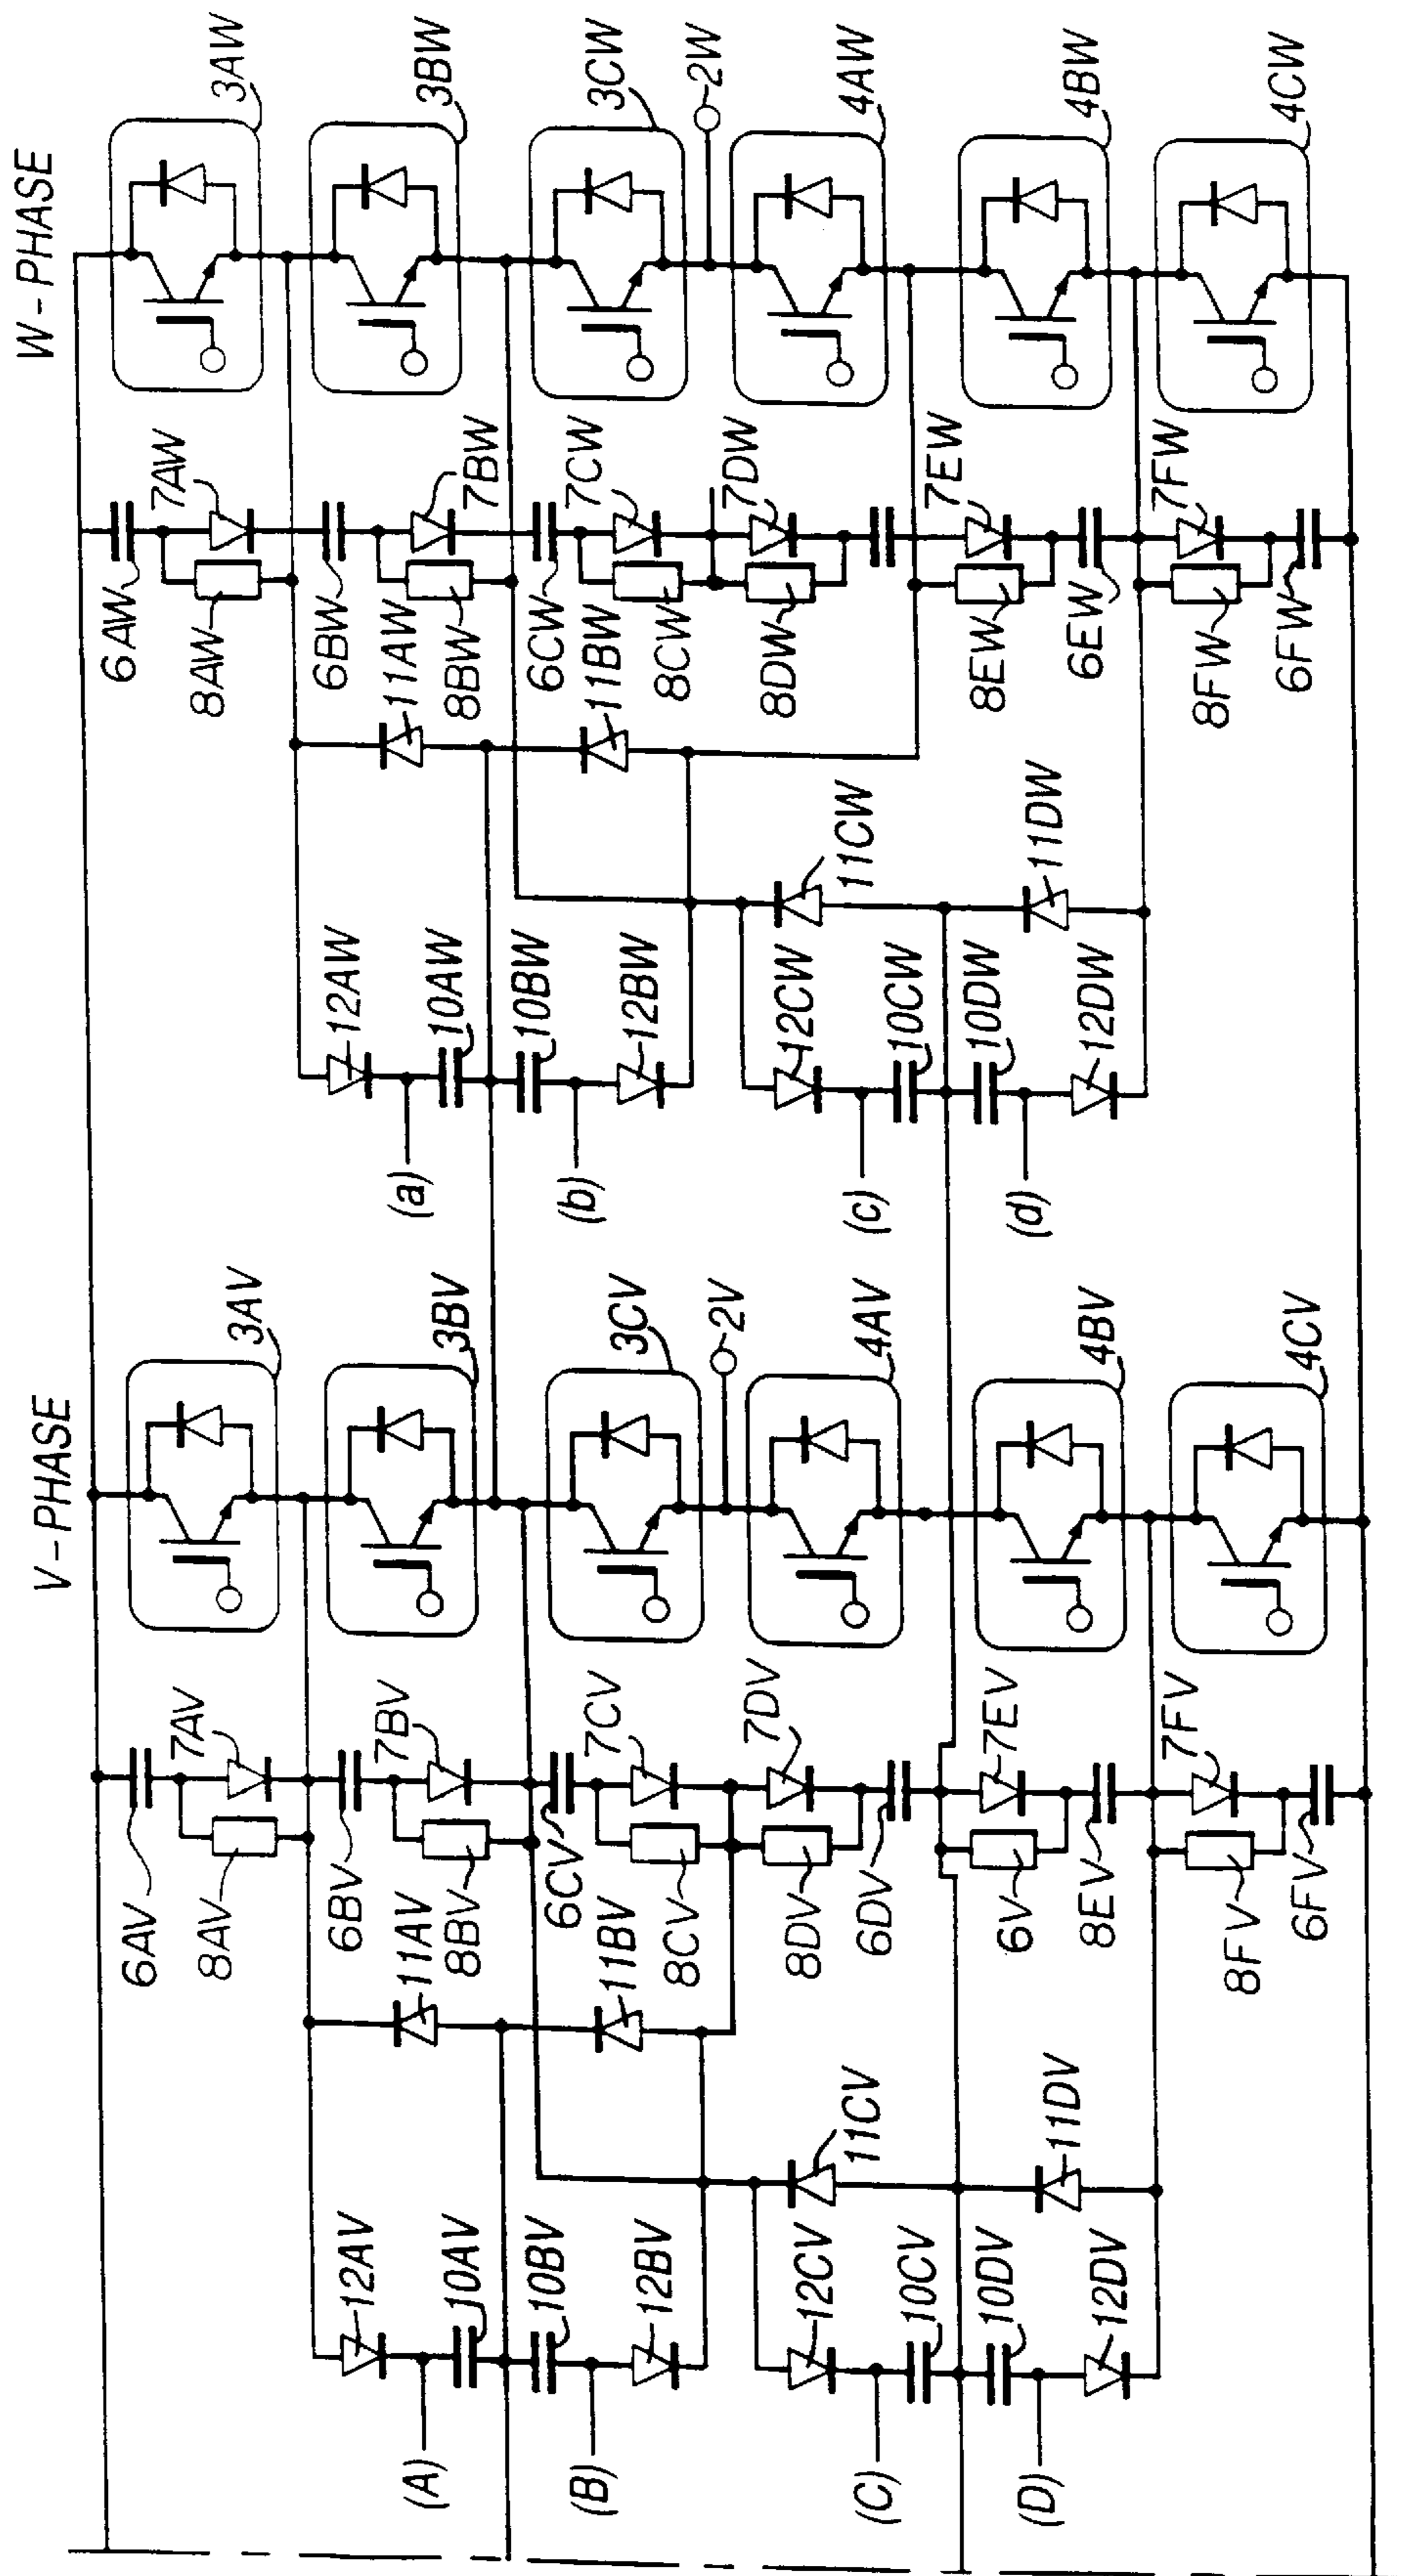 W-PHASE
3AW
3BW
3CW
2W
4AW
4BW
4CW
6AW
7AW
8AW
6BW
7BW
11AW
8BW
6CW
7CW
11BW
8CW
7DW
8DW
7EW
8EW
6EW
7FW
8FW
6FW
12AW
10AW
10BW
12BW
11CW
12CW
10CW
10DW
11DW
12DW
(a)
(b)
(c)
(d)
V-PHASE
3AV
3BV
3CV
2V
4AV
4BV
4CV
6AV
7AV
8AV
6BV
7BV
11AV
8BV
6CV
7CV
11BV
8CV
7DV
8DV
6DV
7EV
6V
8EV
7FV
8FV
6FV
12AV
10AV
10BV
12BV
11CV
12CV
10CV
10DV
11DV
12DV
(A)
(B)
(C)
(D)